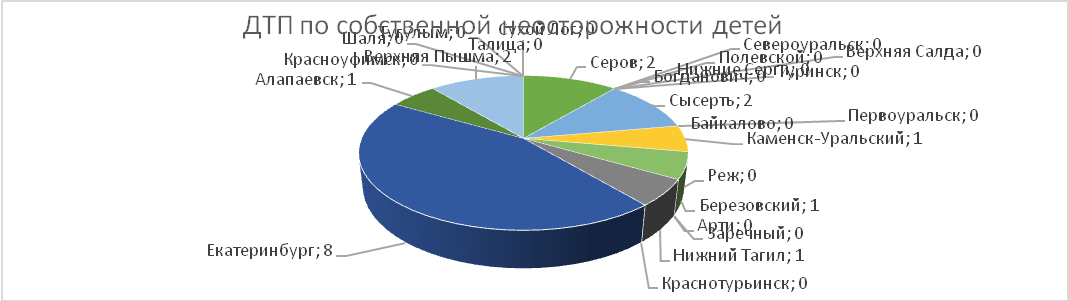 ДТП по собственной неосторожности детей
Серов; 2
Североуральск; 0
Полевской; 0
Верхняя Салда; 0
Нижние Серги; 0
Туринск; 0
Богданович; 0
Сысерть; 2
Байкалово; 0
Первоуральск; 0
Каменск-Уральский; 1
Реж; 0
Березовский; 1
Арти; 0
Заречный; 0
Нижний Тагил; 1
Краснотурьинск; 0
Екатеринбург; 8
Алапаевск; 1
Красноуфимск; 0
Верхняя Пышма; 2
Шаля; 0
Тугулым; 0
Талица; 0
Сухой Лог; 0